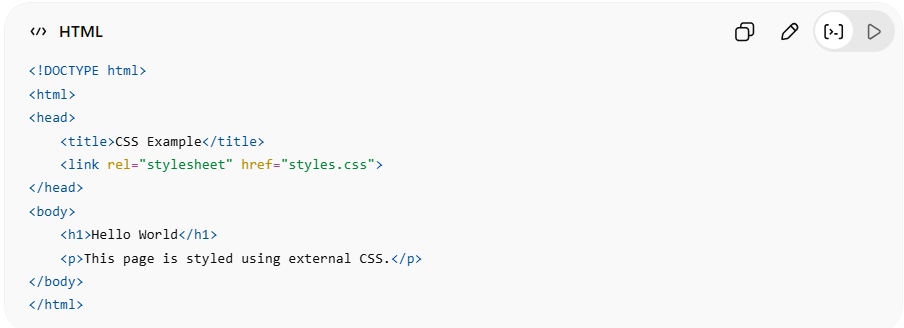 HTML
<!DOCTYPE html>
<html>
<head>
    <title>CSS Example</title>
    <link rel="stylesheet" href="styles.css">
</head>
<body>
    <h1>Hello World</h1>
    <p>This page is styled using external CSS.</p>
</body>
</html>